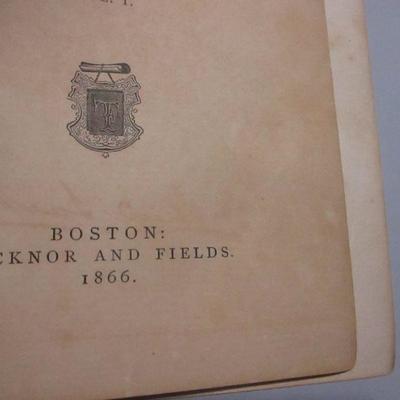 L. I.
BOSTON:
CKNOR AND FIELDS.
1866.